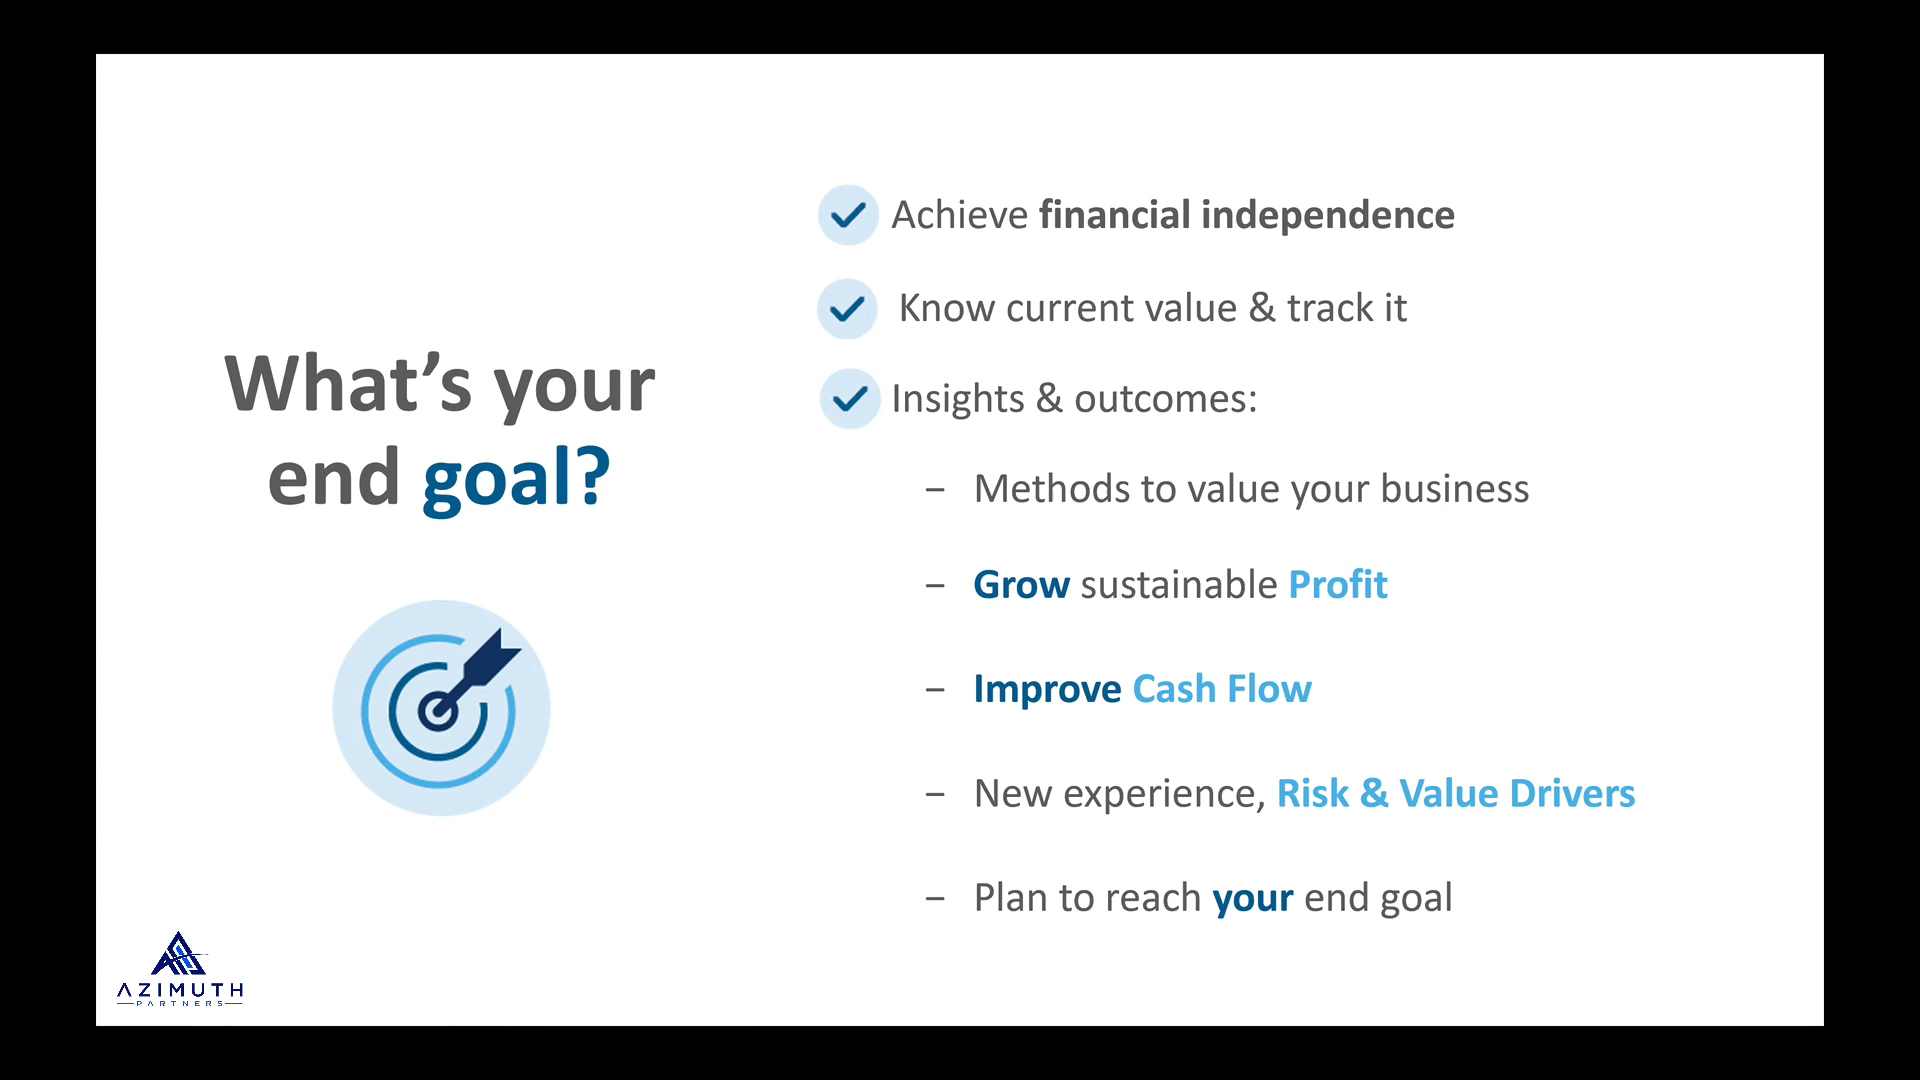 What’s your
end goal?
Achieve financial independence
Know current value & track it
Insights & outcomes:
– Methods to value your business
– Grow sustainable Profit
– Improve Cash Flow
– New experience, Risk & Value Drivers
– Plan to reach your end goal
AZIMUTH
PARTNERS